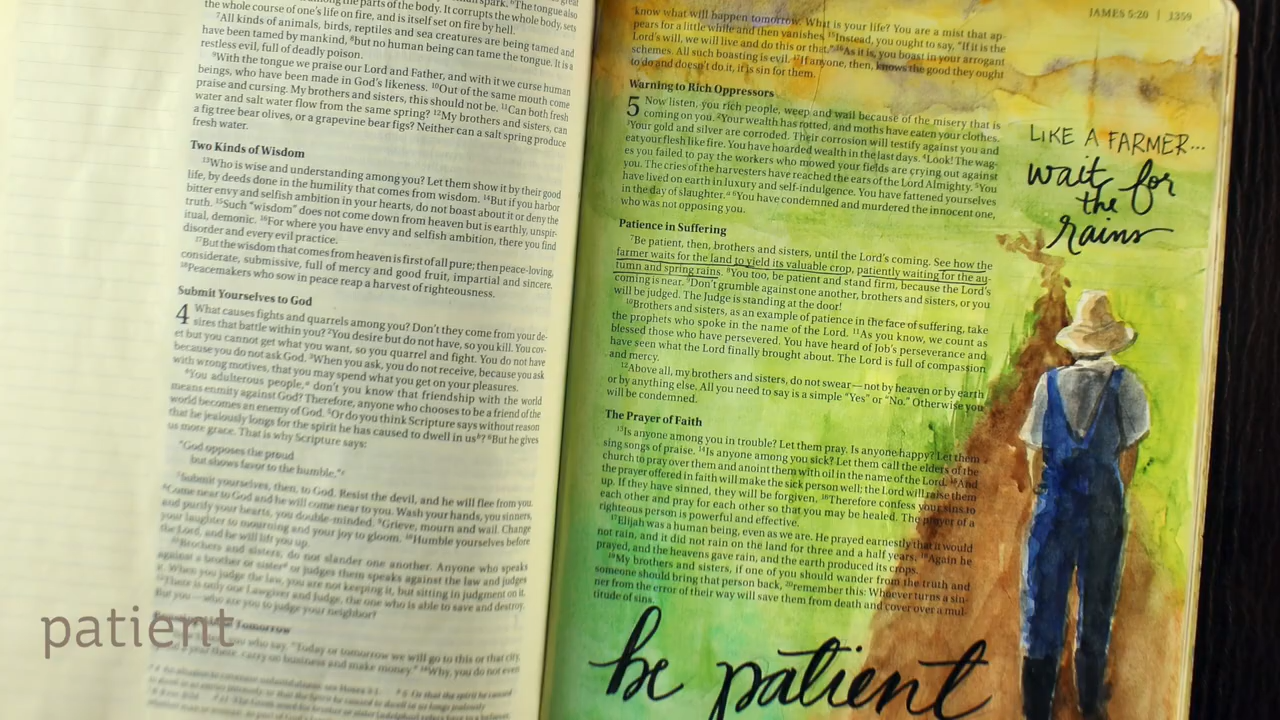 parts of the body. It corrupts the whole body, sets
the whole course of one's life on fire, and is itself set on fire by hell.
⁷All kinds of animals, birds, reptiles and sea creatures are being tamed and
have been tamed by mankind, ⁸but no human being can tame the tongue. It is a
restless evil, full of deadly poison.
⁹With the tongue we praise our Lord and Father, and with it we curse human
beings, who have been made in God's likeness. ¹⁰Out of the same mouth come
praise and cursing. My brothers and sisters, this should not be. ¹¹Can both fresh
water and salt water flow from the same spring? ¹²My brothers and sisters, can
a fig tree bear olives, or a grapevine bear figs? Neither can a salt spring produce
fresh water.
Two Kinds of Wisdom
¹³Who is wise and understanding among you? Let them show it by their good
life, by deeds done in the humility that comes from wisdom. ¹⁴But if you harbor
bitter envy and selfish ambition in your hearts, do not boast about it or deny the
truth. ¹⁵Such "wisdom" does not come down from heaven but is earthly, unspir-
itual, demonic. ¹⁶For where you have envy and selfish ambition, there you find
disorder and every evil practice.
¹⁷But the wisdom that comes from heaven is first of all pure; then peace-loving,
considerate, submissive, full of mercy and good fruit, impartial and sincere.
¹⁸Peacemakers who sow in peace reap a harvest of righteousness.
Submit Yourselves to God
4 What causes fights and quarrels among you? Don't they come from your de-
sires that battle within you? ²You desire but do not have, so you kill. You cov-
et but you cannot get what you want, so you quarrel and fight. You do not have
because you do not ask God. ³When you ask, you do not receive, because you ask
with wrong motives, that you may spend what you get on your pleasures.
⁴You adulterous people,ᵃ don't you know that friendship with the world
means enmity against God? Therefore, anyone who chooses to be a friend of the
world becomes an enemy of God. ⁵Or do you think Scripture says without reason
that he jealously longs for the spirit he has caused to dwell in usᵇ? ⁶But he gives
us more grace. That is why Scripture says:
"God opposes the proud
but shows favor to the humble."ᶜ
⁷Submit yourselves, then, to God. Resist the devil, and he will flee from you.
⁸Come near to God and he will come near to you. Wash your hands, you sinners,
and purify your hearts, you double-minded. ⁹Grieve, mourn and wail. Change
your laughter to mourning and your joy to gloom. ¹⁰Humble yourselves before
the Lord, and he will lift you up.
¹¹Brothers and sisters, do not slander one another. Anyone who speaks
against a brother or sisterᵈ or judges them speaks against the law and judges
it. When you judge the law, you are not keeping it, but sitting in judgment on it.
¹²There is only one Lawgiver and Judge, the one who is able to save and destroy.
But you—who are you to judge your neighbor?
Tomorrow
you who say, "Today or tomorrow we will go to this or that city,
a year there, carry on business and make money." ¹⁴Why, you do not even
patient
JAMES 5:20 | 1359
know what will happen tomorrow. What is your life? You are a mist that ap-
pears for a little while and then vanishes. ¹⁵Instead, you ought to say, "If it is the
Lord's will, we will live and do this or that." ¹⁶As it is, you boast in your arrogant
schemes. All such boasting is evil. ¹⁷If anyone, then, knows the good they ought
to do and doesn't do it, it is sin for them.
Warning to Rich Oppressors
5 Now listen, you rich people, weep and wail because of the misery that is
coming on you. ²Your wealth has rotted, and moths have eaten your clothes.
³Your gold and silver are corroded. Their corrosion will testify against you and
eat your flesh like fire. You have hoarded wealth in the last days. ⁴Look! The wag-
es you failed to pay the workers who mowed your fields are crying out against
you. The cries of the harvesters have reached the ears of the Lord Almighty. ⁵You
have lived on earth in luxury and self-indulgence. You have fattened yourselves
in the day of slaughter.ᵃ ⁶You have condemned and murdered the innocent one,
who was not opposing you.
Patience in Suffering
⁷Be patient, then, brothers and sisters, until the Lord's coming. See how the
farmer waits for the land to yield its valuable crop, patiently waiting for the au-
tumn and spring rains. ⁸You too, be patient and stand firm, because the Lord's
coming is near. ⁹Don't grumble against one another, brothers and sisters, or you
will be judged. The Judge is standing at the door!
¹⁰Brothers and sisters, as an example of patience in the face of suffering, take
the prophets who spoke in the name of the Lord. ¹¹As you know, we count as
blessed those who have persevered. You have heard of Job's perseverance and
have seen what the Lord finally brought about. The Lord is full of compassion
and mercy.
¹²Above all, my brothers and sisters, do not swear—not by heaven or by earth
or by anything else. All you need to say is a simple "Yes" or "No." Otherwise you
will be condemned.
The Prayer of Faith
¹³Is anyone among you in trouble? Let them pray. Is anyone happy? Let them
sing songs of praise. ¹⁴Is anyone among you sick? Let them call the elders of the
church to pray over them and anoint them with oil in the name of the Lord. ¹⁵And
the prayer offered in faith will make the sick person well; the Lord will raise them
up. If they have sinned, they will be forgiven. ¹⁶Therefore confess your sins to
each other and pray for each other so that you may be healed. The prayer of a
righteous person is powerful and effective.
¹⁷Elijah was a human being, even as we are. He prayed earnestly that it would
not rain, and it did not rain on the land for three and a half years. ¹⁸Again he
prayed, and the heavens gave rain, and the earth produced its crops.
¹⁹My brothers and sisters, if one of you should wander from the truth and
someone should bring that person back, ²⁰remember this: Whoever turns a sin-
ner from the error of their way will save them from death and cover over a mul-
titude of sins.
LIKE A FARMER...
wait for
the
rains
be patient